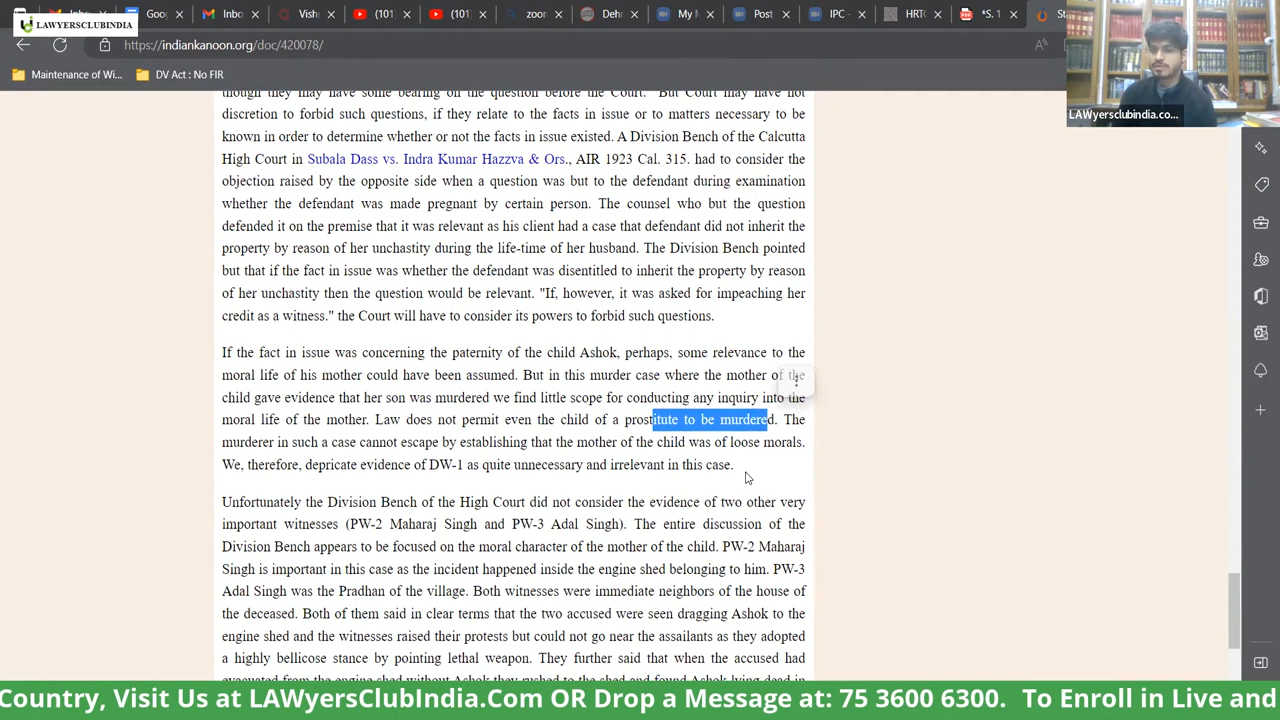 Inbo
Goo
Inbo
Vish
(101
(101
Dehi
My M
C -
HRTC
*S.
St
LAWYERSCLUBINDIA
https://indiankanoon.org/doc/420078/
Maintenance of Wi...
DV Act : No FIR
LAWyersclubindia.co...
though they may have some bearing on the question before the Court." But Court may have not
discretion to forbid such questions, if they relate to the facts in issue or to matters necessary to be
known in order to determine whether or not the facts in issue existed. A Division Bench of the Calcutta
High Court in Subala Dass vs. Indra Kumar Hazzva & Ors., AIR 1923 Cal. 315. had to consider the
objection raised by the opposite side when a question was but to the defendant during examination
whether the defendant was made pregnant by certain person. The counsel who but the question
defended it on the premise that it was relevant as his client had a case that defendant did not inherit the
property by reason of her unchastity during the life-time of her husband. The Division Bench pointed
but that if the fact in issue was whether the defendant was disentitled to inherit the property by reason
of her unchastity then the question would be relevant. "If, however, it was asked for impeaching her
credit as a witness." the Court will have to consider its powers to forbid such questions.
If the fact in issue was concerning the paternity of the child Ashok, perhaps, some relevance to the
moral life of his mother could have been assumed. But in this murder case where the mother of the
child gave evidence that her son was murdered we find little scope for conducting any inquiry into the
moral life of the mother. Law does not permit even the child of a prostitute to be murdered. The
murderer in such a case cannot escape by establishing that the mother of the child was of loose morals.
We, therefore, depricate evidence of DW-1 as quite unnecessary and irrelevant in this case.
Unfortunately the Division Bench of the High Court did not consider the evidence of two other very
important witnesses (PW-2 Maharaj Singh and PW-3 Adal Singh). The entire discussion of the
Division Bench appears to be focused on the moral character of the mother of the child. PW-2 Maharaj
Singh is important in this case as the incident happened inside the engine shed belonging to him. PW-3
Adal Singh was the Pradhan of the village. Both witnesses were immediate neighbors of the house of
the deceased. Both of them said in clear terms that the two accused were seen dragging Ashok to the
engine shed and the witnesses raised their protests but could not go near the assailants as they adopted
a highly bellicose stance by pointing lethal weapon. They further said that when the accused had
Country, Visit Us at LAWyersClubIndia.Com OR Drop a Message at: 75 3600 6300. To Enroll in Live and